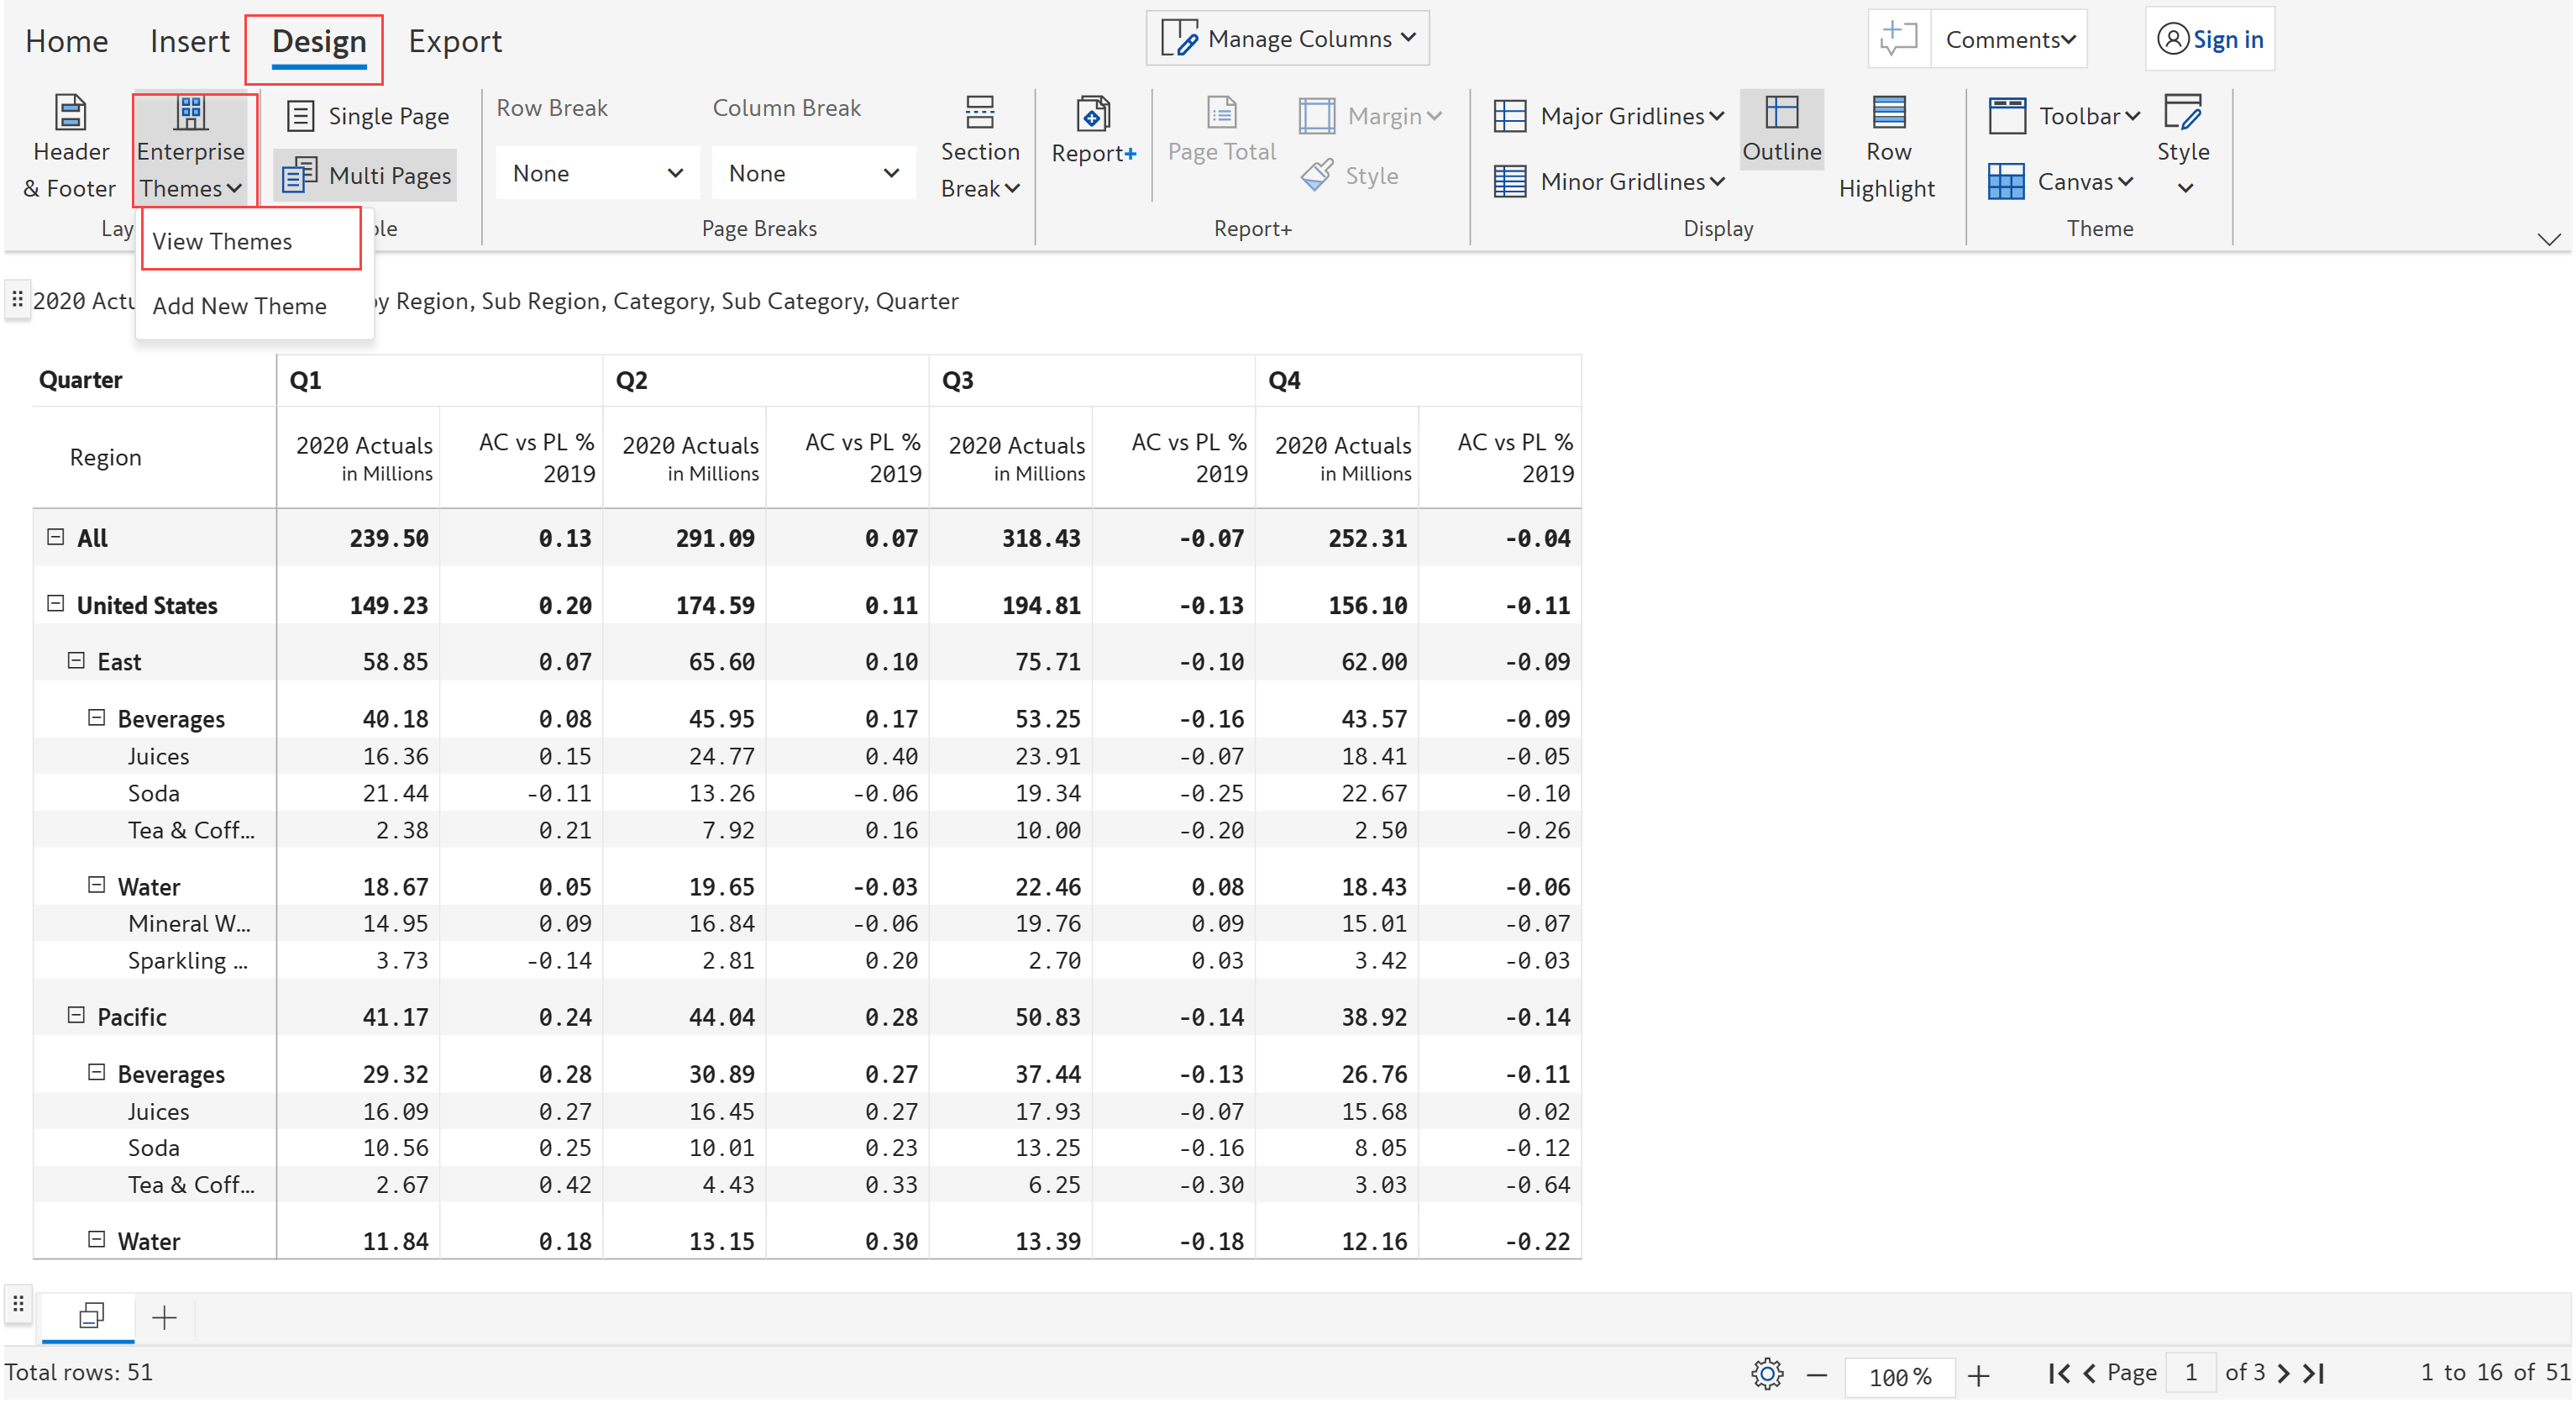 Home Insert Design Export Manage Columns Comments Sign in
Header
& Footer
Enterprise
Themes
Single Page
Multi Pages
Row Break
None
Column Break
None
Section
Break
Report+
Page Total
Margin
Style
Major Gridlines
Minor Gridlines
Outline
Row
Highlight
Toolbar
Canvas
Style
Lay
Page Breaks
Report+
Display
Theme
View Themes
Add New Theme
2020 Actu
y Region, Sub Region, Category, Sub Category, Quarter
Quarter Q1 Q2 Q3 Q4
Region 2020 Actuals in Millions AC vs PL % 2019 2020 Actuals in Millions AC vs PL % 2019 2020 Actuals in Millions AC vs PL % 2019 2020 Actuals in Millions AC vs PL % 2019
All 239.50 0.13 291.09 0.07 318.43 -0.07 252.31 -0.04
United States 149.23 0.20 174.59 0.11 194.81 -0.13 156.10 -0.11
East 58.85 0.07 65.60 0.10 75.71 -0.10 62.00 -0.09
Beverages 40.18 0.08 45.95 0.17 53.25 -0.16 43.57 -0.09
Juices 16.36 0.15 24.77 0.40 23.91 -0.07 18.41 -0.05
Soda 21.44 -0.11 13.26 -0.06 19.34 -0.25 22.67 -0.10
Tea & Coff... 2.38 0.21 7.92 0.16 10.00 -0.20 2.50 -0.26
Water 18.67 0.05 19.65 -0.03 22.46 0.08 18.43 -0.06
Mineral W... 14.95 0.09 16.84 -0.06 19.76 0.09 15.01 -0.07
Sparkling ... 3.73 -0.14 2.81 0.20 2.70 0.03 3.42 -0.03
Pacific 41.17 0.24 44.04 0.28 50.83 -0.14 38.92 -0.14
Beverages 29.32 0.28 30.89 0.27 37.44 -0.13 26.76 -0.11
Juices 16.09 0.27 16.45 0.27 17.93 -0.07 15.68 0.02
Soda 10.56 0.25 10.01 0.23 13.25 -0.16 8.05 -0.12
Tea & Coff... 2.67 0.42 4.43 0.33 6.25 -0.30 3.03 -0.64
Water 11.84 0.18 13.15 0.30 13.39 -0.18 12.16 -0.22
Total rows: 51 100 % Page 1 of 3 1 to 16 of 51